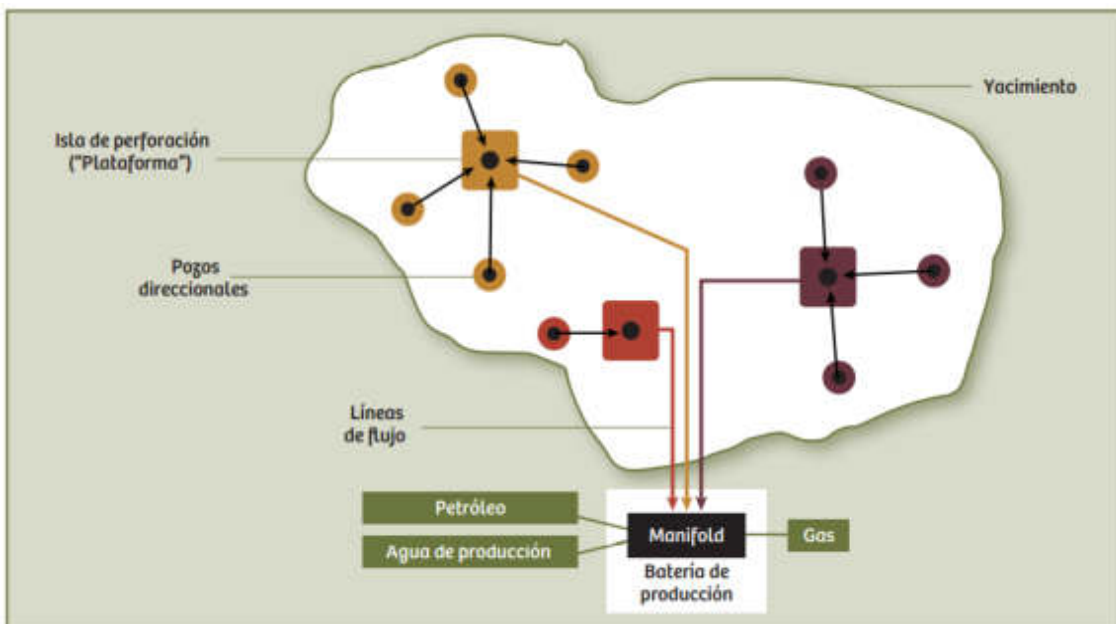 Yacimiento
Isla de perforación
("Plataforma")
Pozos
direccionales
Líneas
de flujo
Petróleo
Agua de producción
Manifold
Gas
Batería de
producción